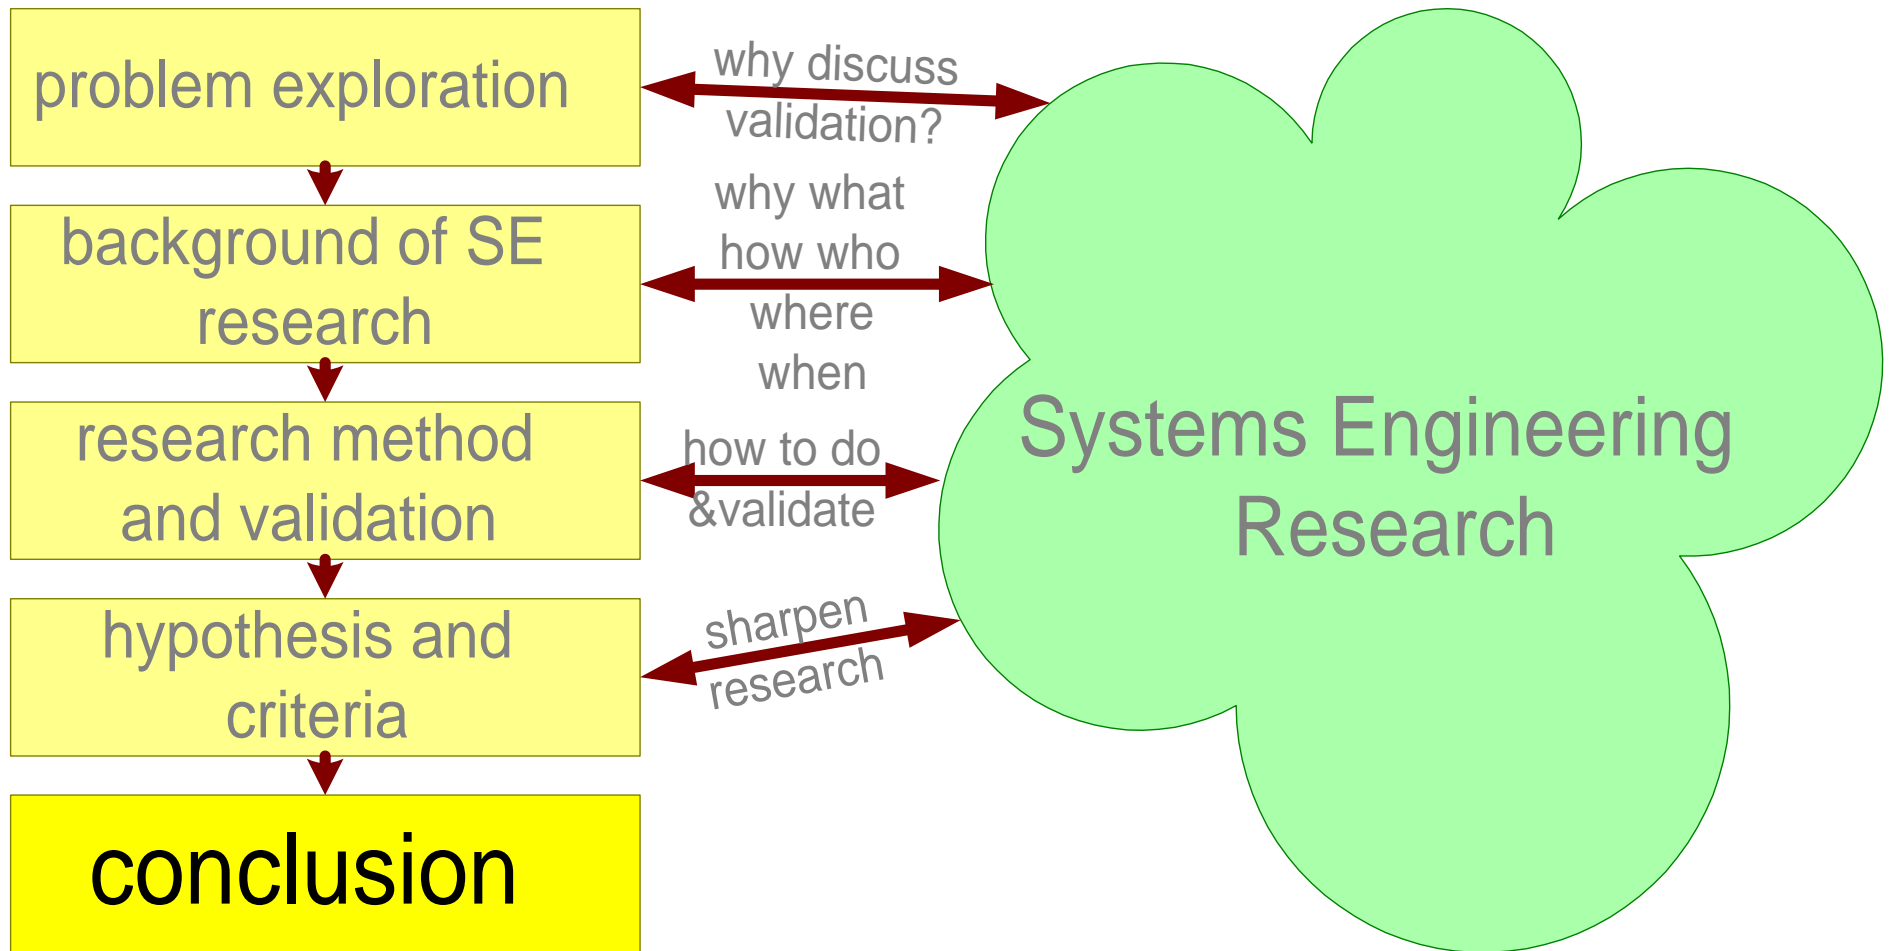 problem exploration
why discuss
validation?
background of SE
research
why what
how who
where
when
research method
and validation
how to do
&validate
hypothesis and
criteria
sharpen
research
conclusion
Systems Engineering
Research